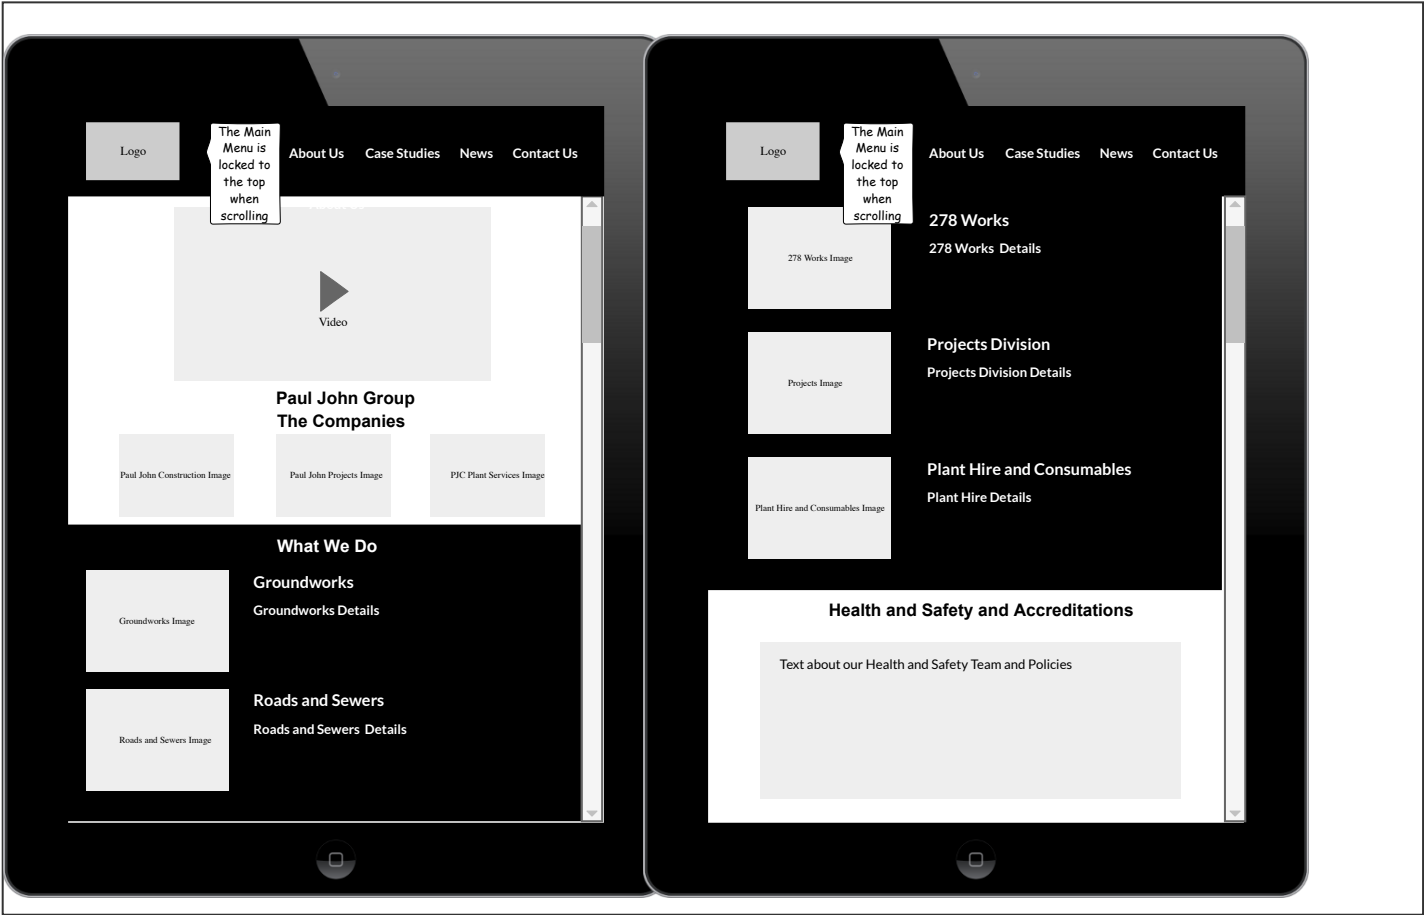 Logo
The Main
Menu is
locked to
the top
when
scrolling
About Us Case Studies News Contact Us
Video
Paul John Group
The Companies
Paul John Construction Image Paul John Projects Image PJC Plant Services Image
What We Do
Groundworks Image
Groundworks
Groundworks Details
Roads and Sewers Image
Roads and Sewers
Roads and Sewers Details
Logo
The Main
Menu is
locked to
the top
when
scrolling
About Us Case Studies News Contact Us
278 Works Image
278 Works
278 Works Details
Projects Image
Projects Division
Projects Division Details
Plant Hire and Consumables Image
Plant Hire and Consumables
Plant Hire Details
Health and Safety and Accreditations
Text about our Health and Safety Team and Policies